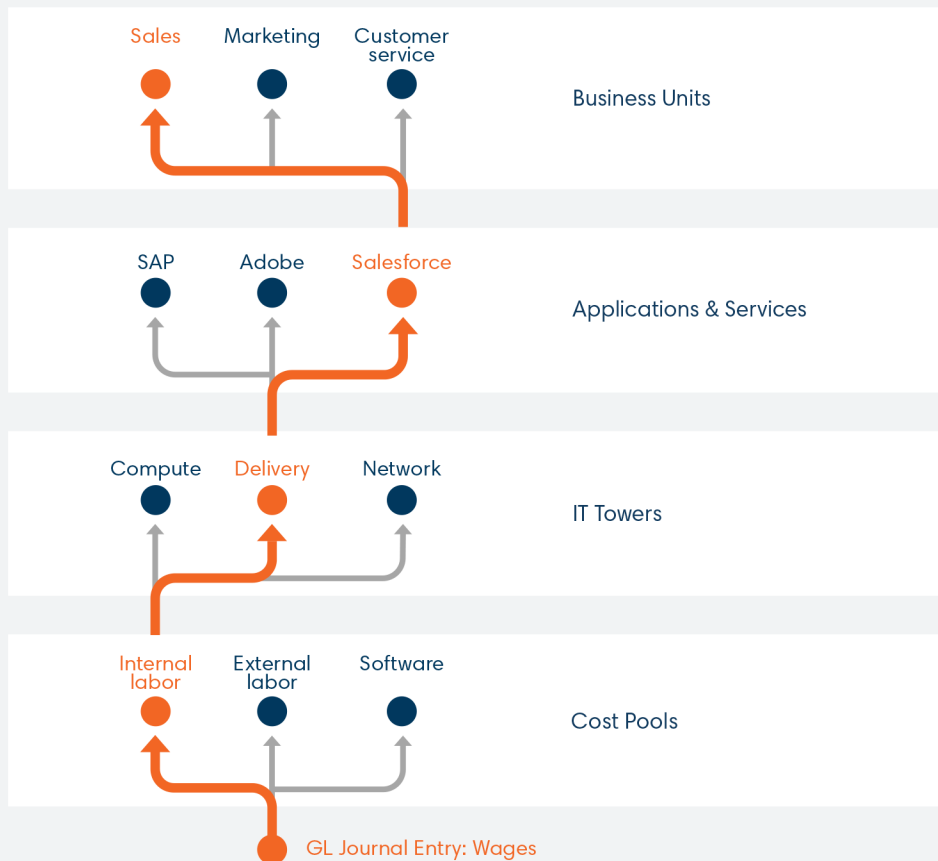 Sales
Marketing
Customer
service
Business Units
SAP
Adobe
Salesforce
Applications & Services
Compute
Delivery
Network
IT Towers
Internal
labor
External
labor
Software
Cost Pools
GL Journal Entry: Wages